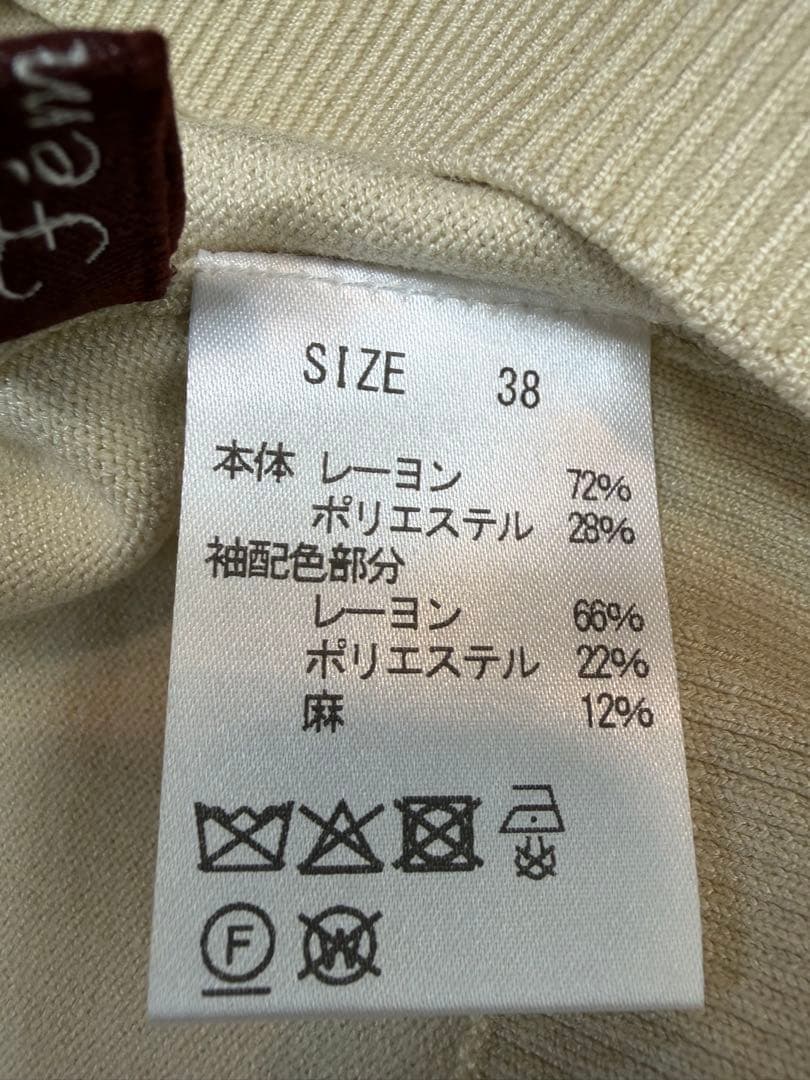 fém
SIZE 38
本体 レーヨン 72%
ポリエステル 28%
袖配色部分
レーヨン 66%
ポリエステル 22%
麻 12%
F
W